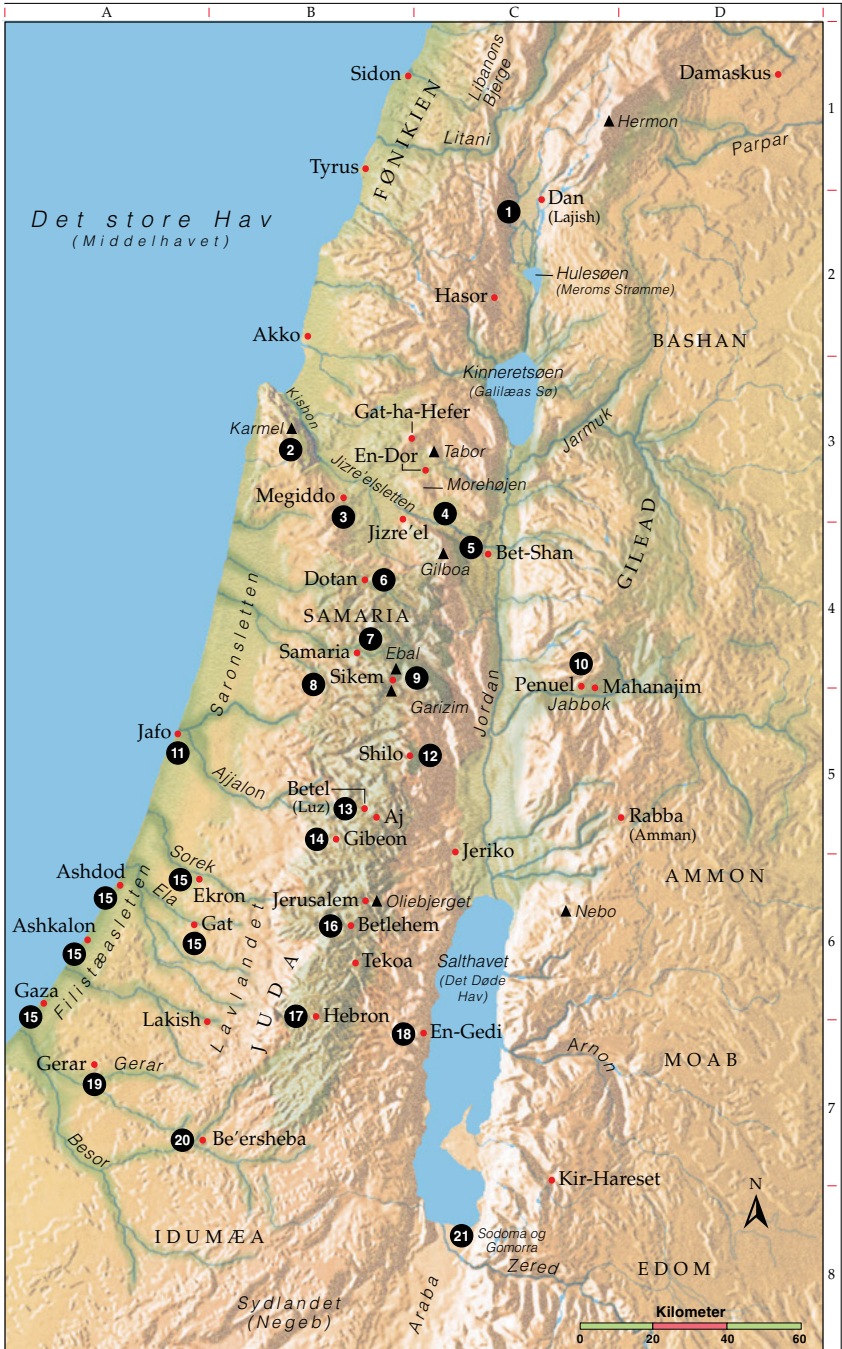 A
B
C
D
Sidon
Libanons
Bjerge
Damaskus
1
Hermon
Litani
Parpar
FØNIKIEN
Tyrus
Dan
(Lajish)
1
Det store Hav
(Middelhavet)
Hulesøen
(Meroms Strømme)
2
Hasor
Akko
BASHAN
Kinneretsøen
(Galilæas Sø)
Kishon
Gat-ha-Hefer
Jarmuk
Karmel
2
Tabor
3
En-Dor
Jizre'elsletten
Morehøjen
Megiddo
3
4
Jizre'el
GILEAD
5
Bet-Shan
Gilboa
Dotan
6
SAMARIA
4
Saronsletten
7
Samaria
Ebal
10
Sikem
9
8
Penuel
Mahanajim
Garizim
Jordan
Jabbok
Jafo
11
Shilo
12
Ajjalon
5
Betel
(Luz)
13
Aj
Rabba
(Amman)
14
Gibeon
Jeriko
Sorek
15
Ekron
Ashdod
15
Ela
AMMON
Jerusalem
Oliebjerget
Nebo
Ashkalon
15
Gat
15
16
Betlehem
6
Filistæasletten
Lavlandet
Tekoa
Salthavet
(Det Døde
Hav)
JUDA
Gaza
15
Lakish
17
Hebron
18
En-Gedi
Arnon
Gerar
Gerar
19
MOAB
7
Besor
20
Be'ersheba
Kir-Hareset
N
IDUMÆA
21
Sodoma og
Gomorra
Zered
EDOM
8
Araba
Sydlandet
(Negeb)
Kilometer
0
20
40
60